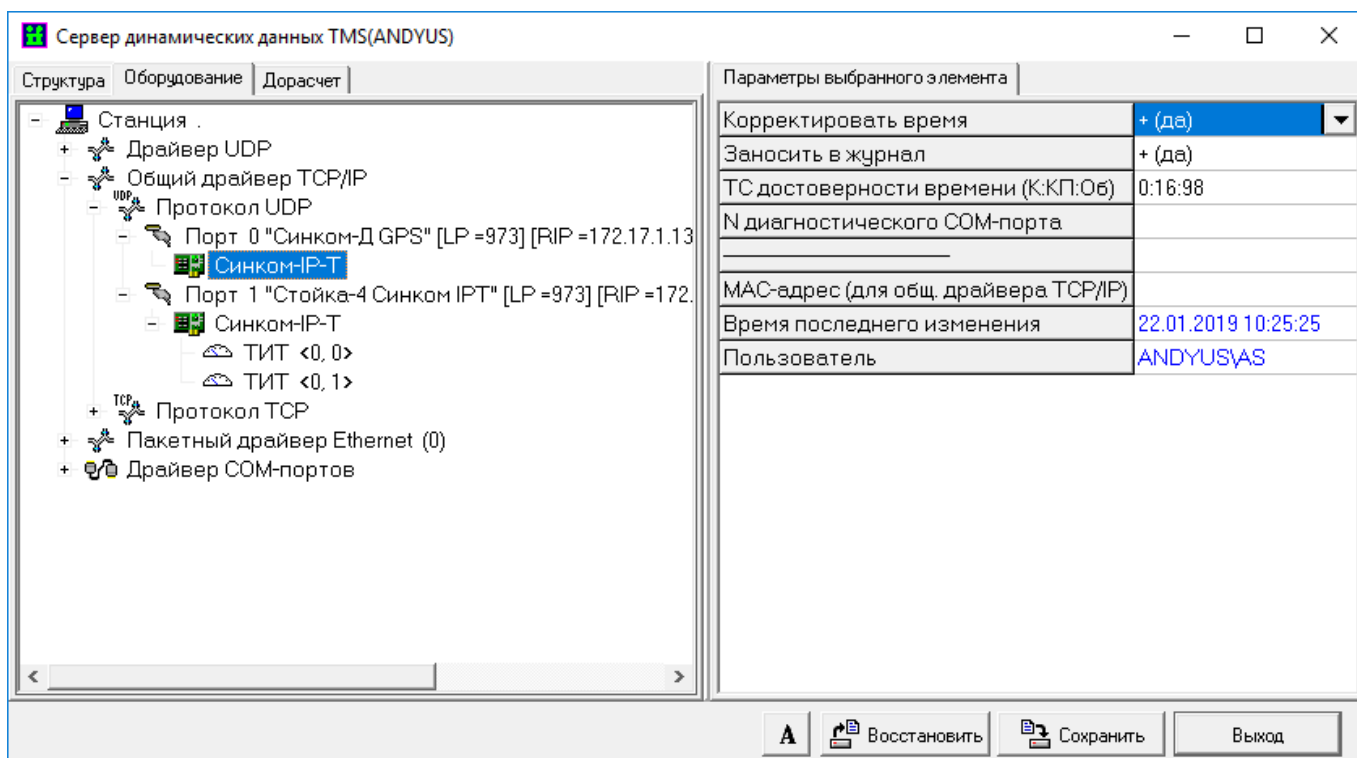 Сервер динамических данных TMS(ANDYUS)
Структура Оборудование Дорасчет
Станция .
Драйвер UDP
Общий драйвер TCP/IP
UDP Протокол UDP
Порт 0 "Синком-Д GPS" [LP =973] [RIP =172.17.1.13
Синком-IP-T
Порт 1 "Стойка-4 Синком IPT" [LP =973] [RIP =172.
Синком-IP-T
ТИТ <0, 0>
ТИТ <0, 1>
TCP Протокол TCP
Пакетный драйвер Ethernet (0)
Драйвер COM-портов
Параметры выбранного элемента
Корректировать время + (да)
Заносить в журнал + (да)
ТС достоверности времени (К:КП:Об) 0:16:98
N диагностического COM-порта
MAC-адрес (для общ. драйвера TCP/IP)
Время последнего изменения 22.01.2019 10:25:25
Пользователь ANDYUS\AS
A Восстановить Сохранить Выход